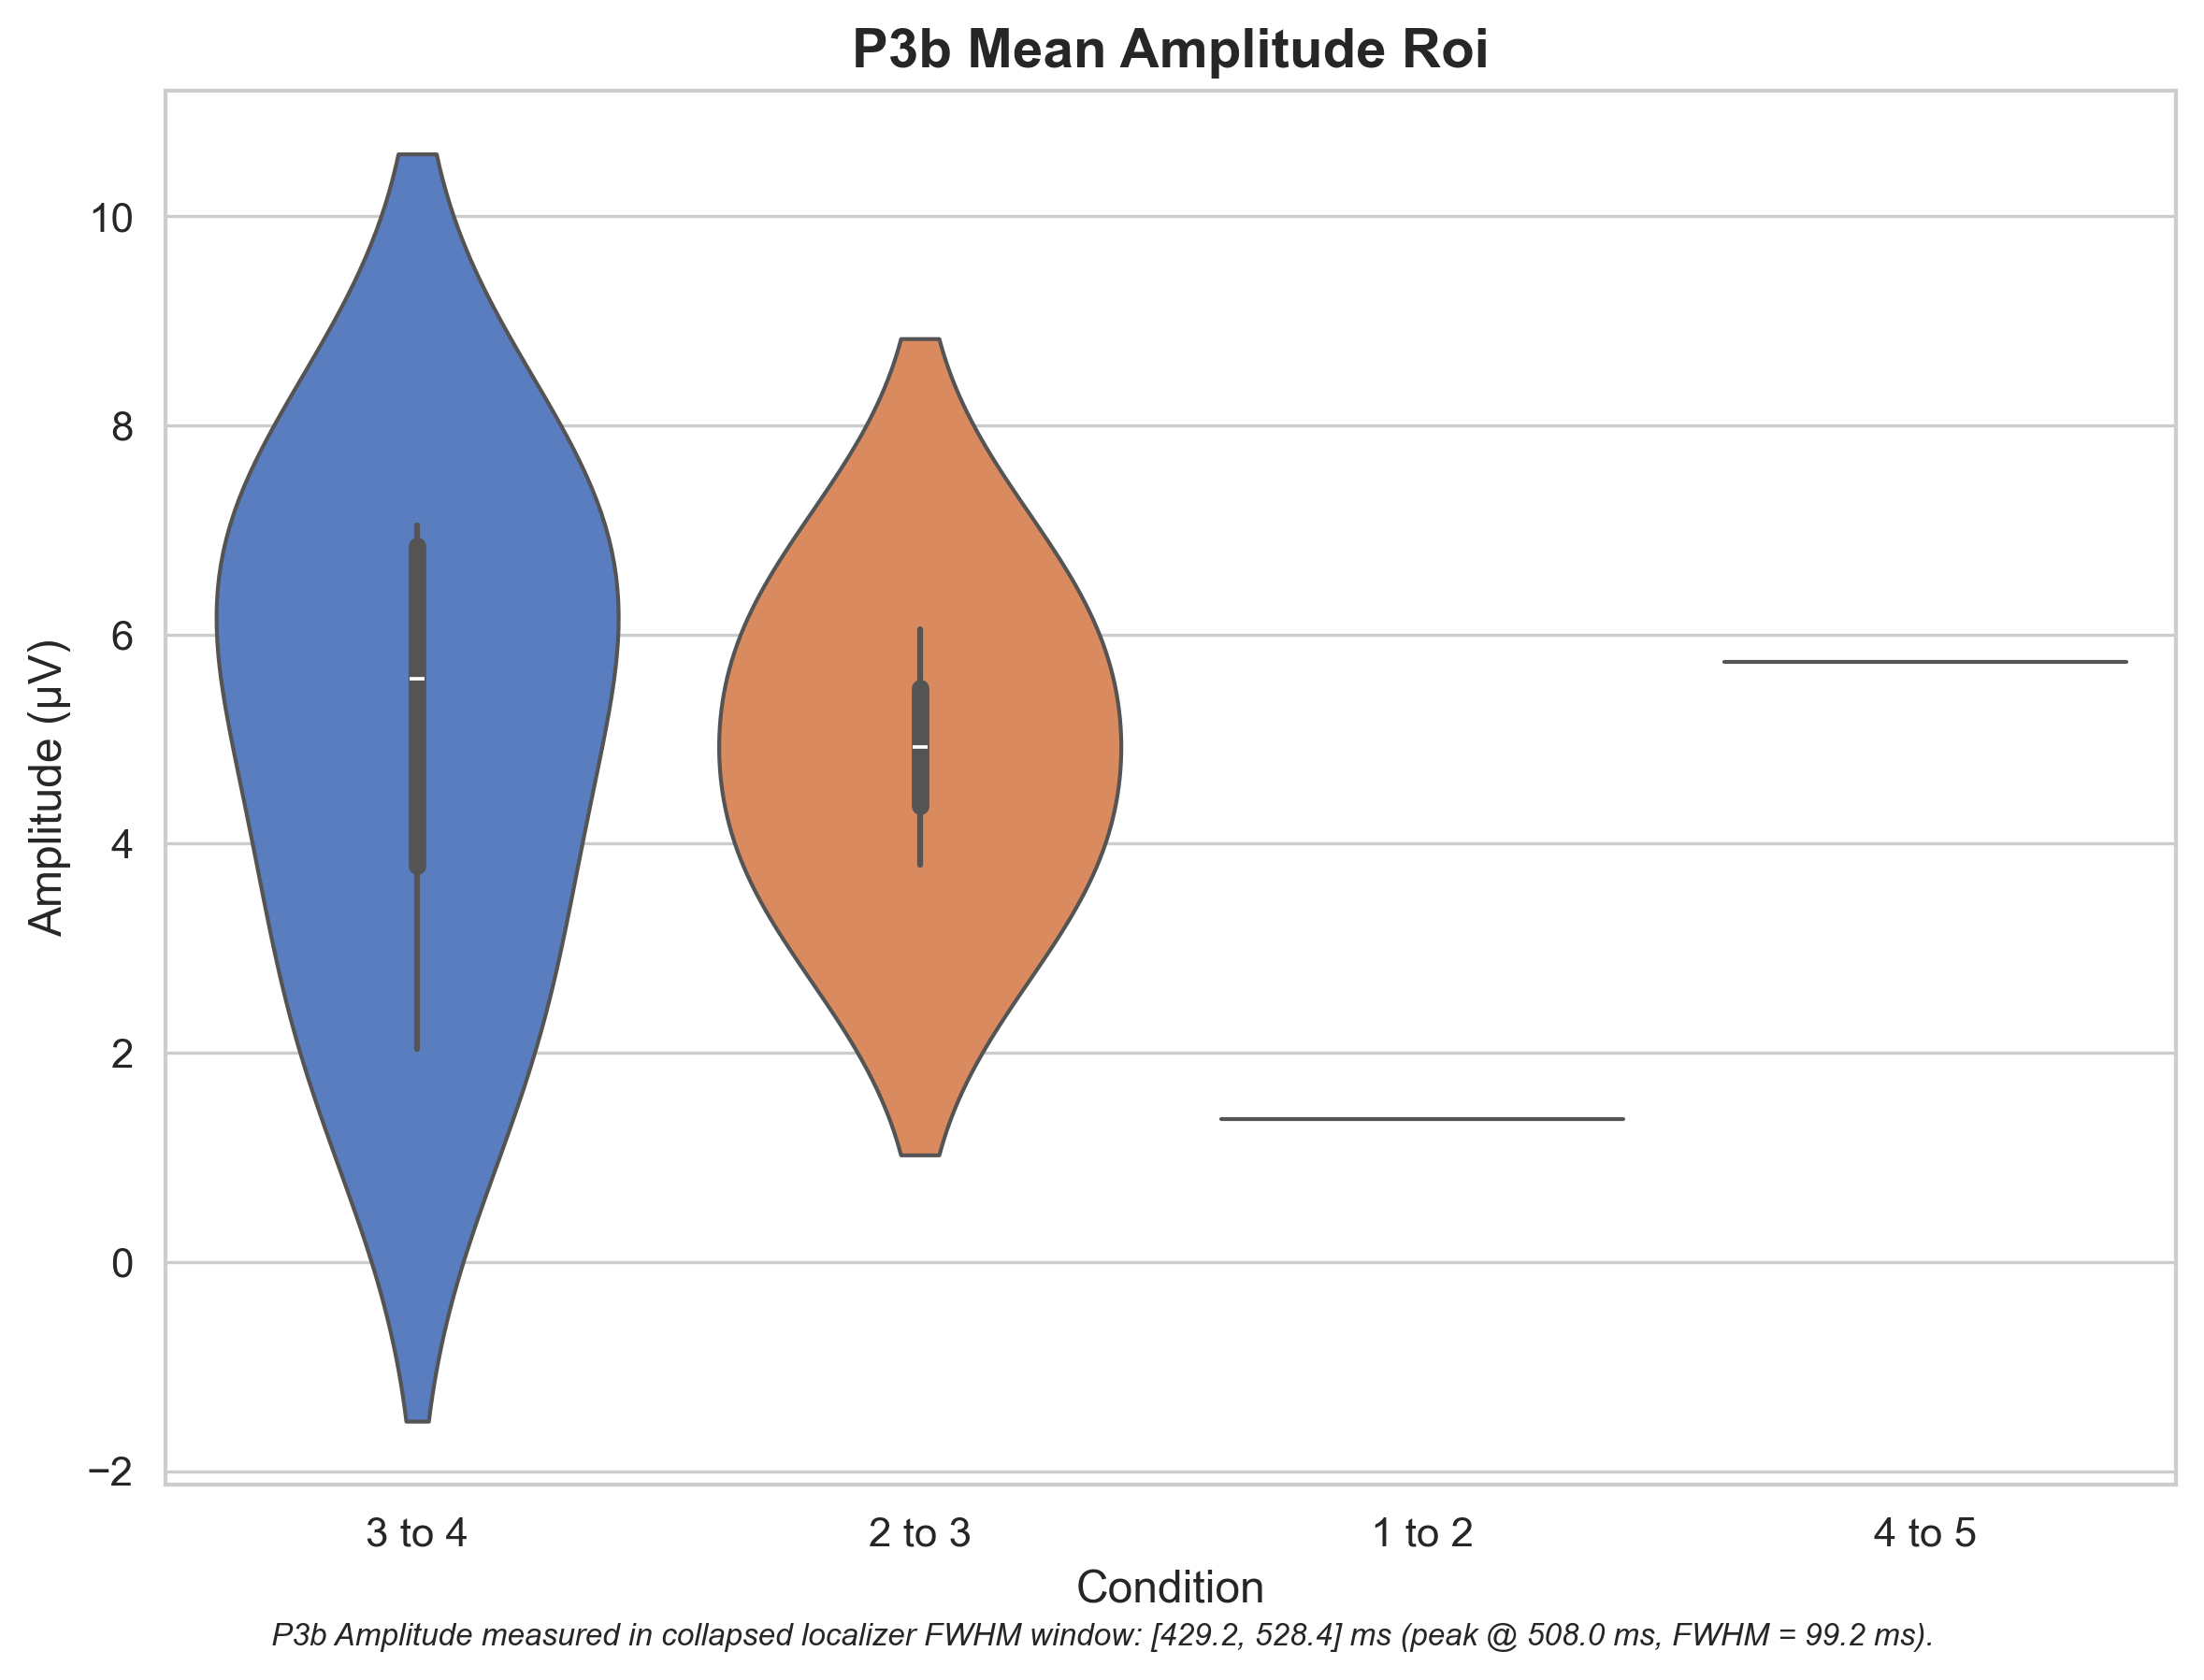 P3b Mean Amplitude Roi
Amplitude (µV)
10
8
6
4
2
0
−2
3 to 4
2 to 3
1 to 2
4 to 5
Condition
P3b Amplitude measured in collapsed localizer FWHM window: [429.2, 528.4] ms (peak @ 508.0 ms, FWHM = 99.2 ms).